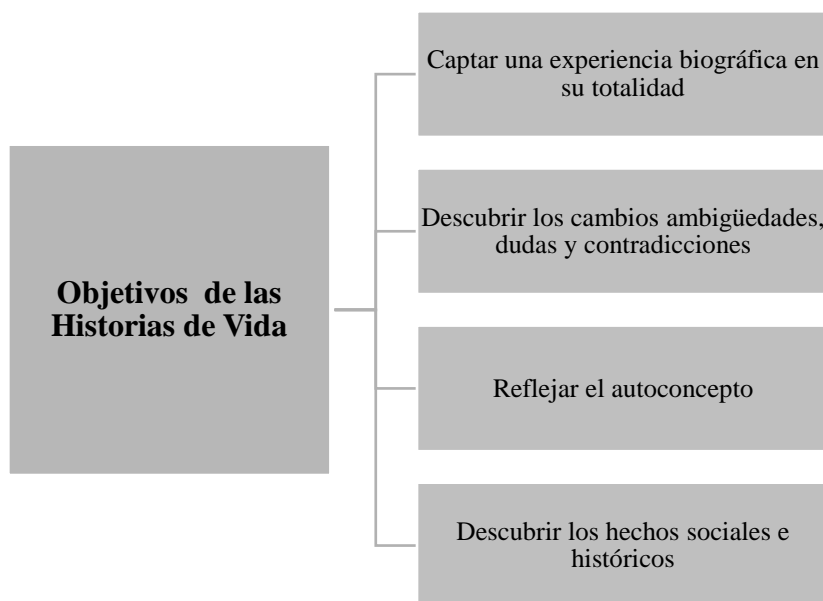 Captar una experiencia biográfica en
su totalidad
Descubrir los cambios ambigüedades,
dudas y contradicciones
Objetivos de las
Historias de Vida
Reflejar el autoconcepto
Descubrir los hechos sociales e
históricos